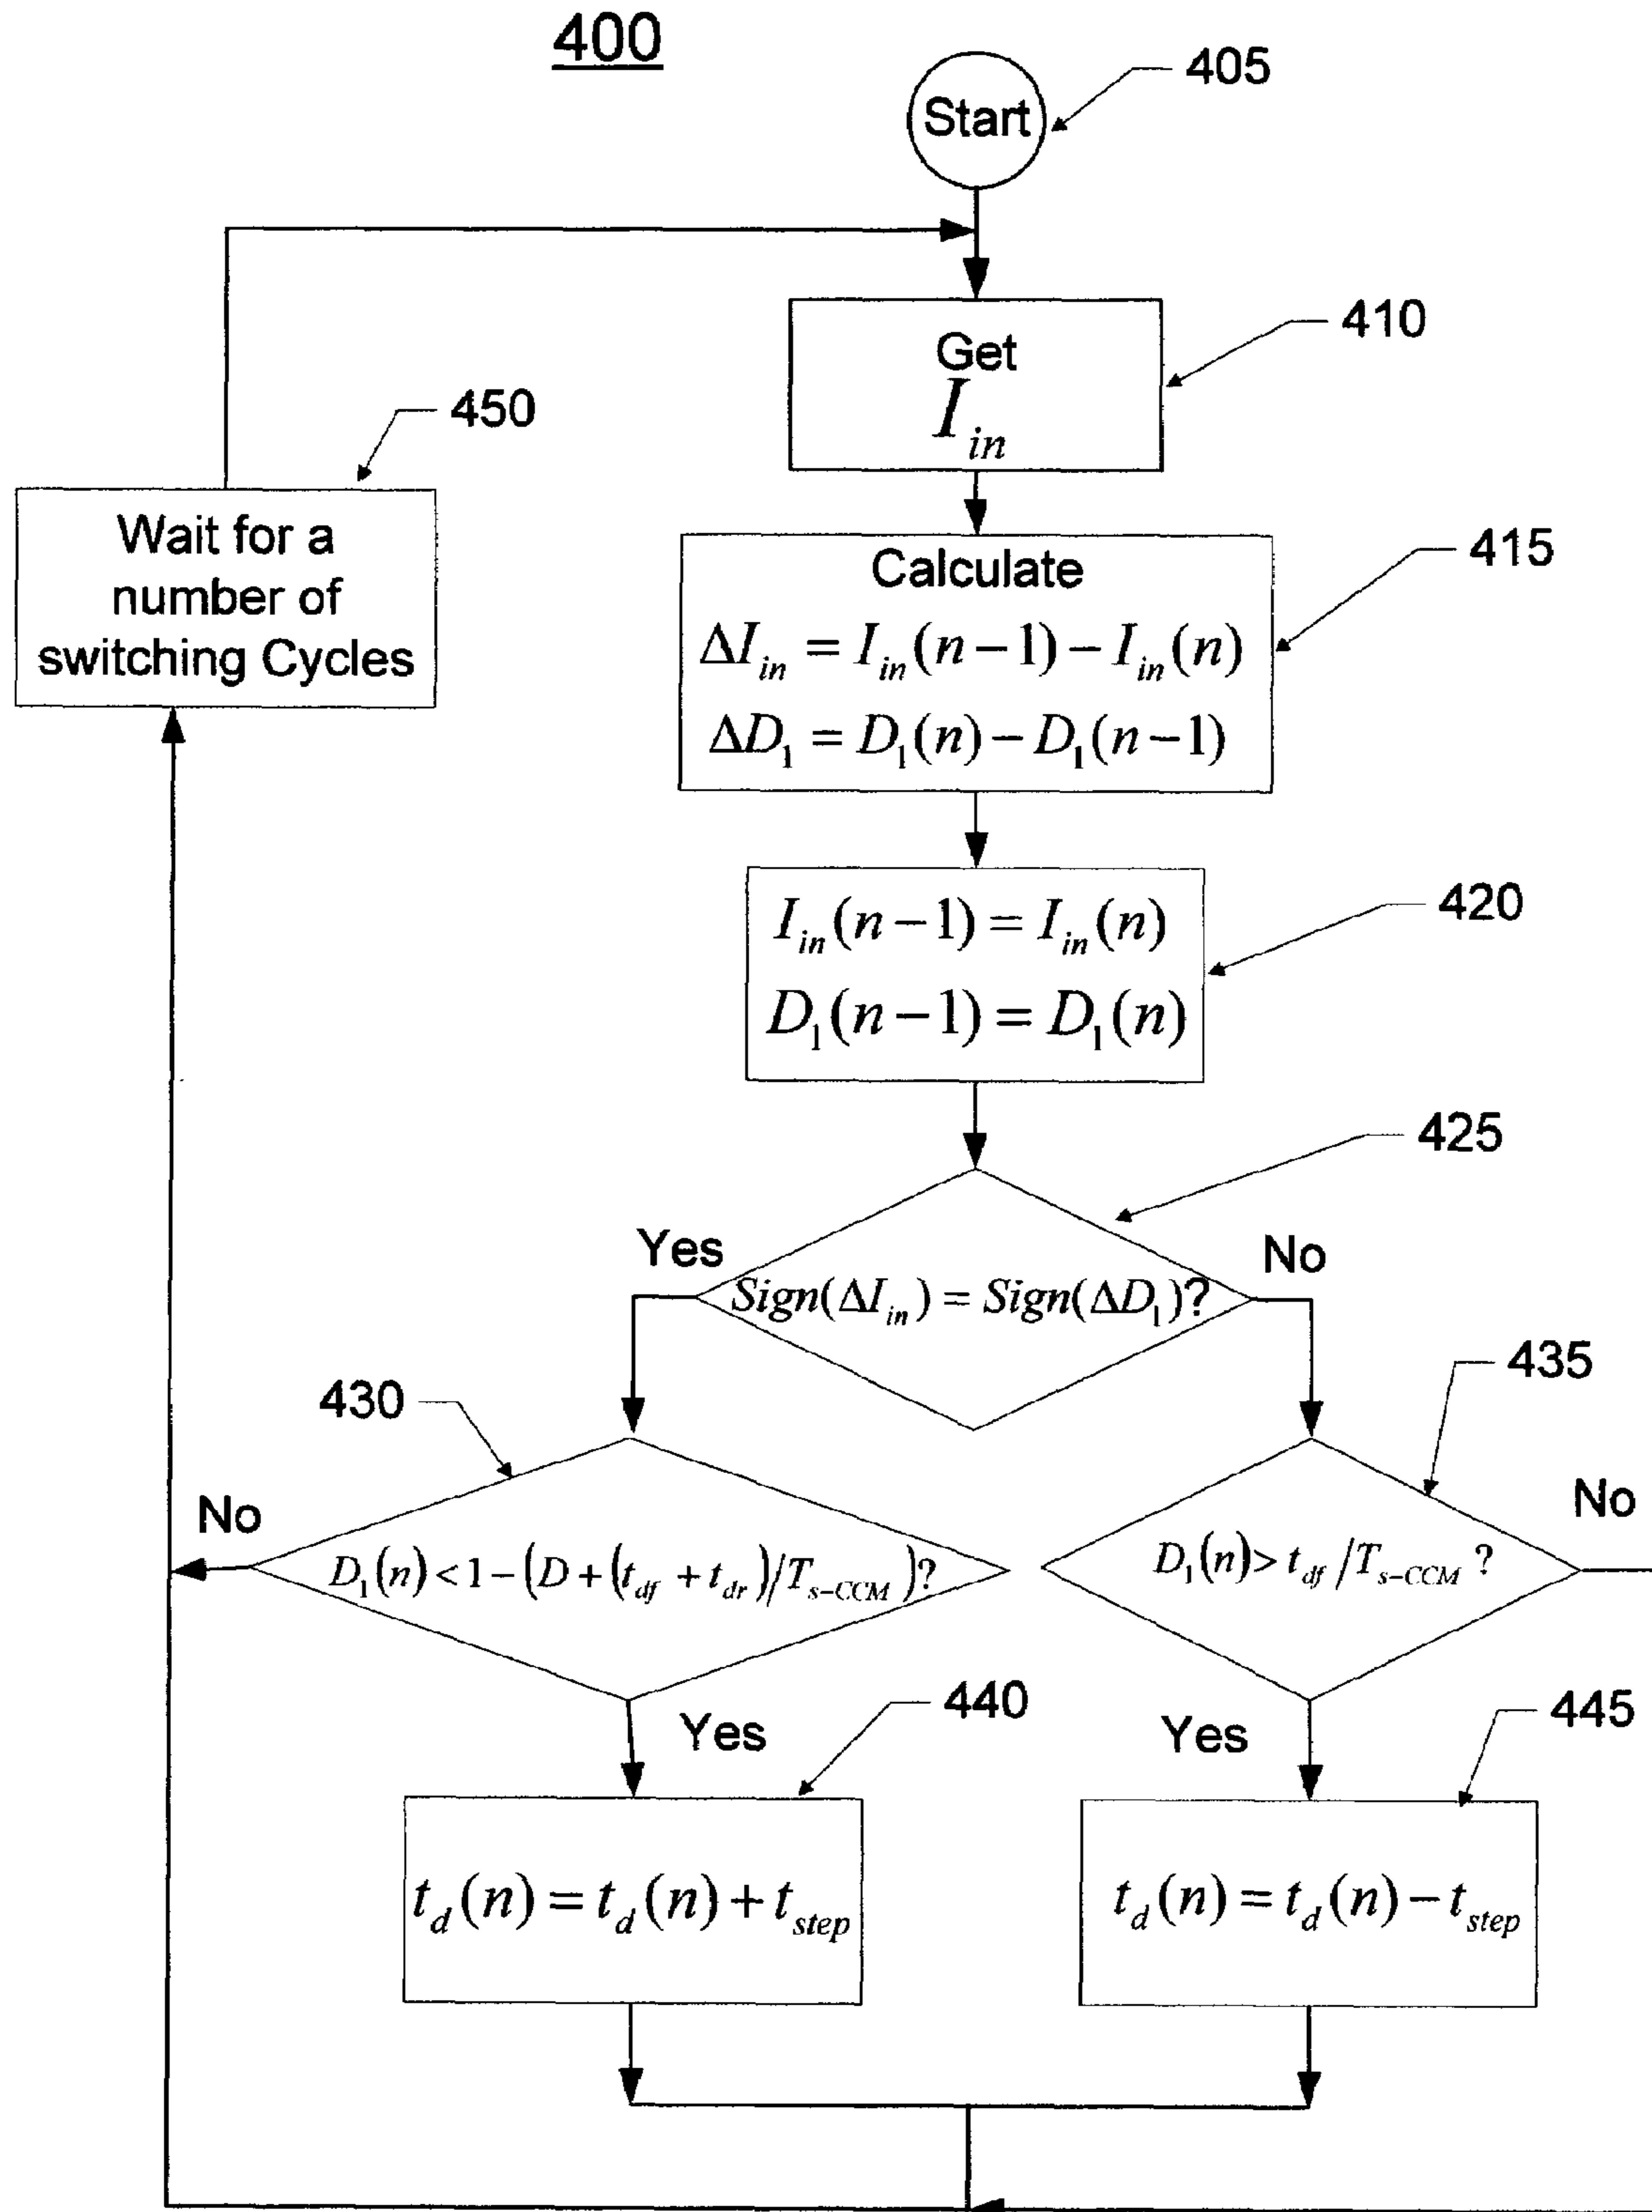 400
Start
405
Get
I_in
410
450
Wait for a
number of
switching Cycles
Calculate
ΔI_in = I_in(n−1) − I_in(n)
ΔD_1 = D_1(n) − D_1(n−1)
415
I_in(n−1) = I_in(n)
D_1(n−1) = D_1(n)
420
425
Yes
No
Sign(ΔI_in) = Sign(ΔD_1)?
430
435
No
No
D_1(n) < 1 − (D + (t_df + t_dr)/T_s−CCM)?
D_1(n) > t_df/T_s−CCM ?
Yes
440
Yes
445
t_d(n) = t_d(n) + t_step
t_d(n) = t_d(n) − t_step